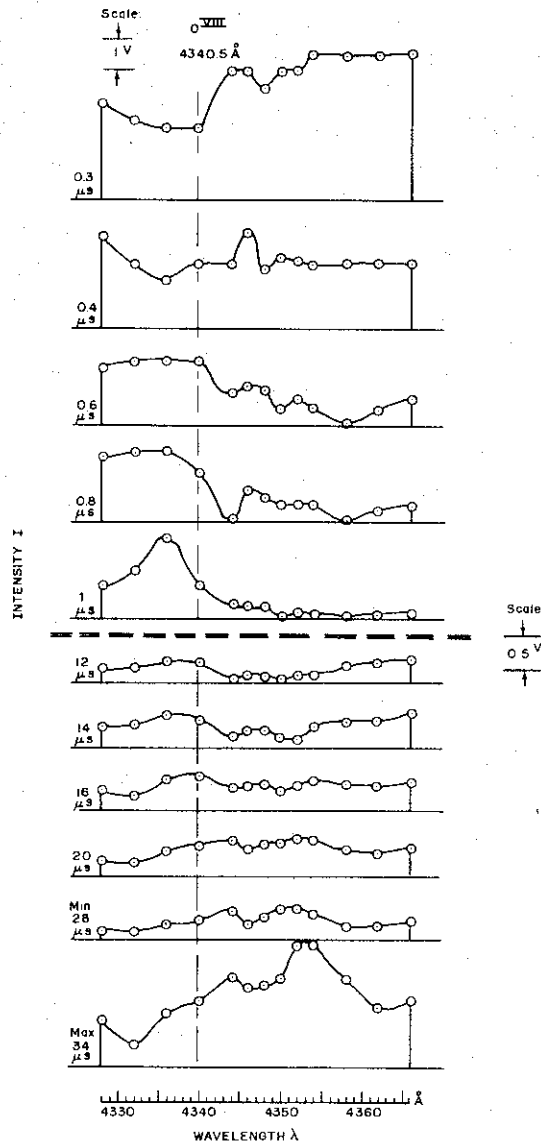 Scale:
1 V
O VIII
4340.5 Å
0.3
μs
0.4
μs
0.6
μs
0.8
μs
1
μs
INTENSITY I
Scale
0.5 V
12
μs
14
μs
16
μs
20
μs
Min
28
μs
Max
34
μs
4330 4340 4350 4360 Å
WAVELENGTH λ